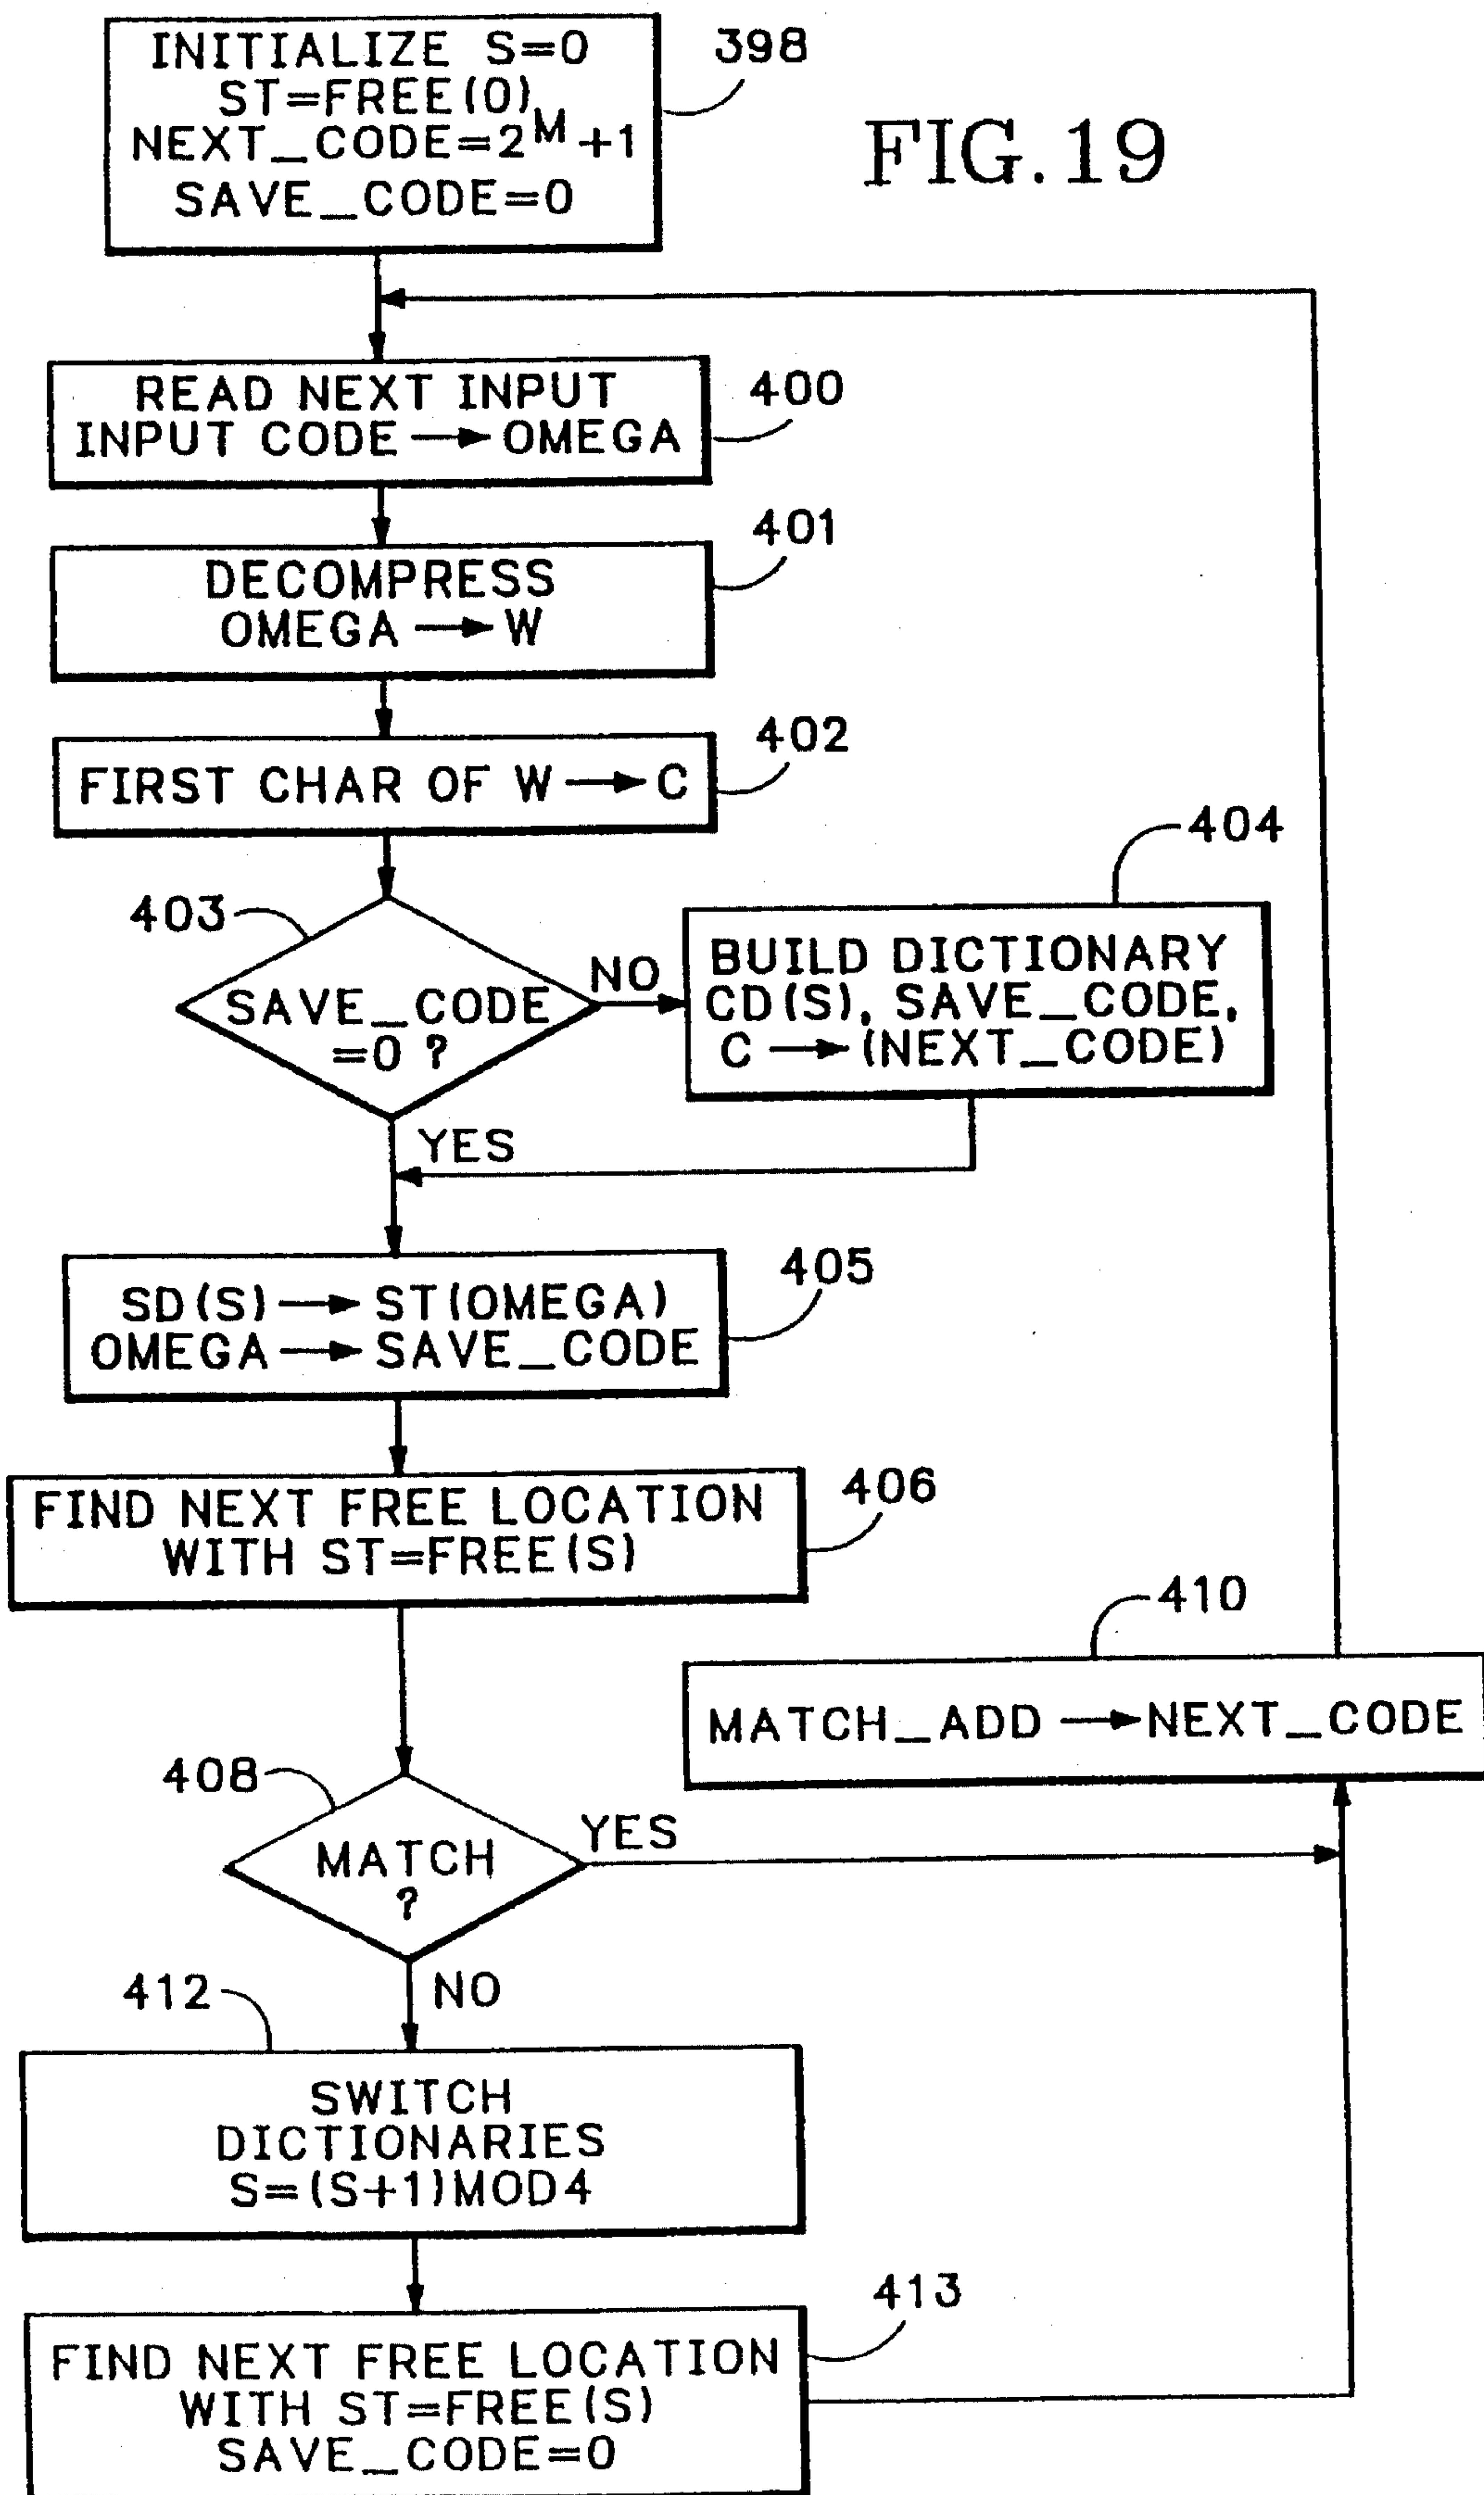 INITIALIZE S=0
ST=FREE(0),
NEXT_CODE=2^M+1
SAVE_CODE=0
398
FIG.19
READ NEXT INPUT
INPUT CODE → OMEGA
400
DECOMPRESS
OMEGA → W
401
FIRST CHAR OF W → C
402
403
SAVE_CODE
=0 ?
NO
404
BUILD DICTIONARY
CD(S), SAVE_CODE,
C → (NEXT_CODE)
YES
SD(S) → ST(OMEGA)
OMEGA → SAVE_CODE
405
FIND NEXT FREE LOCATION
WITH ST=FREE(S)
406
410
MATCH_ADD → NEXT_CODE
408
MATCH
?
YES
NO
412
SWITCH
DICTIONARIES
S=(S+1)MOD4
413
FIND NEXT FREE LOCATION
WITH ST=FREE(S)
SAVE_CODE=0